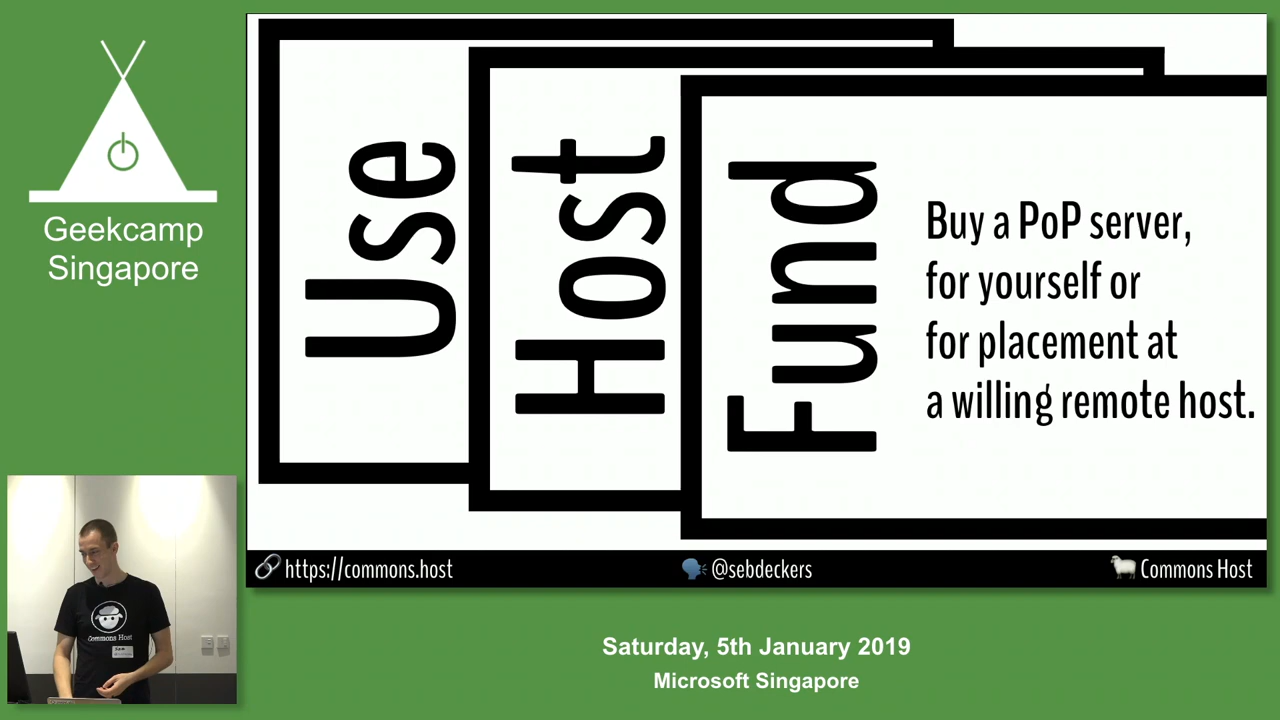 Geekcamp
Singapore
Use
Host
Fund
Buy a PoP server,
for yourself or
for placement at
a willing remote host.
https://commons.host
@sebdeckers
Commons Host
Commons Host
Saturday, 5th January 2019
Microsoft Singapore